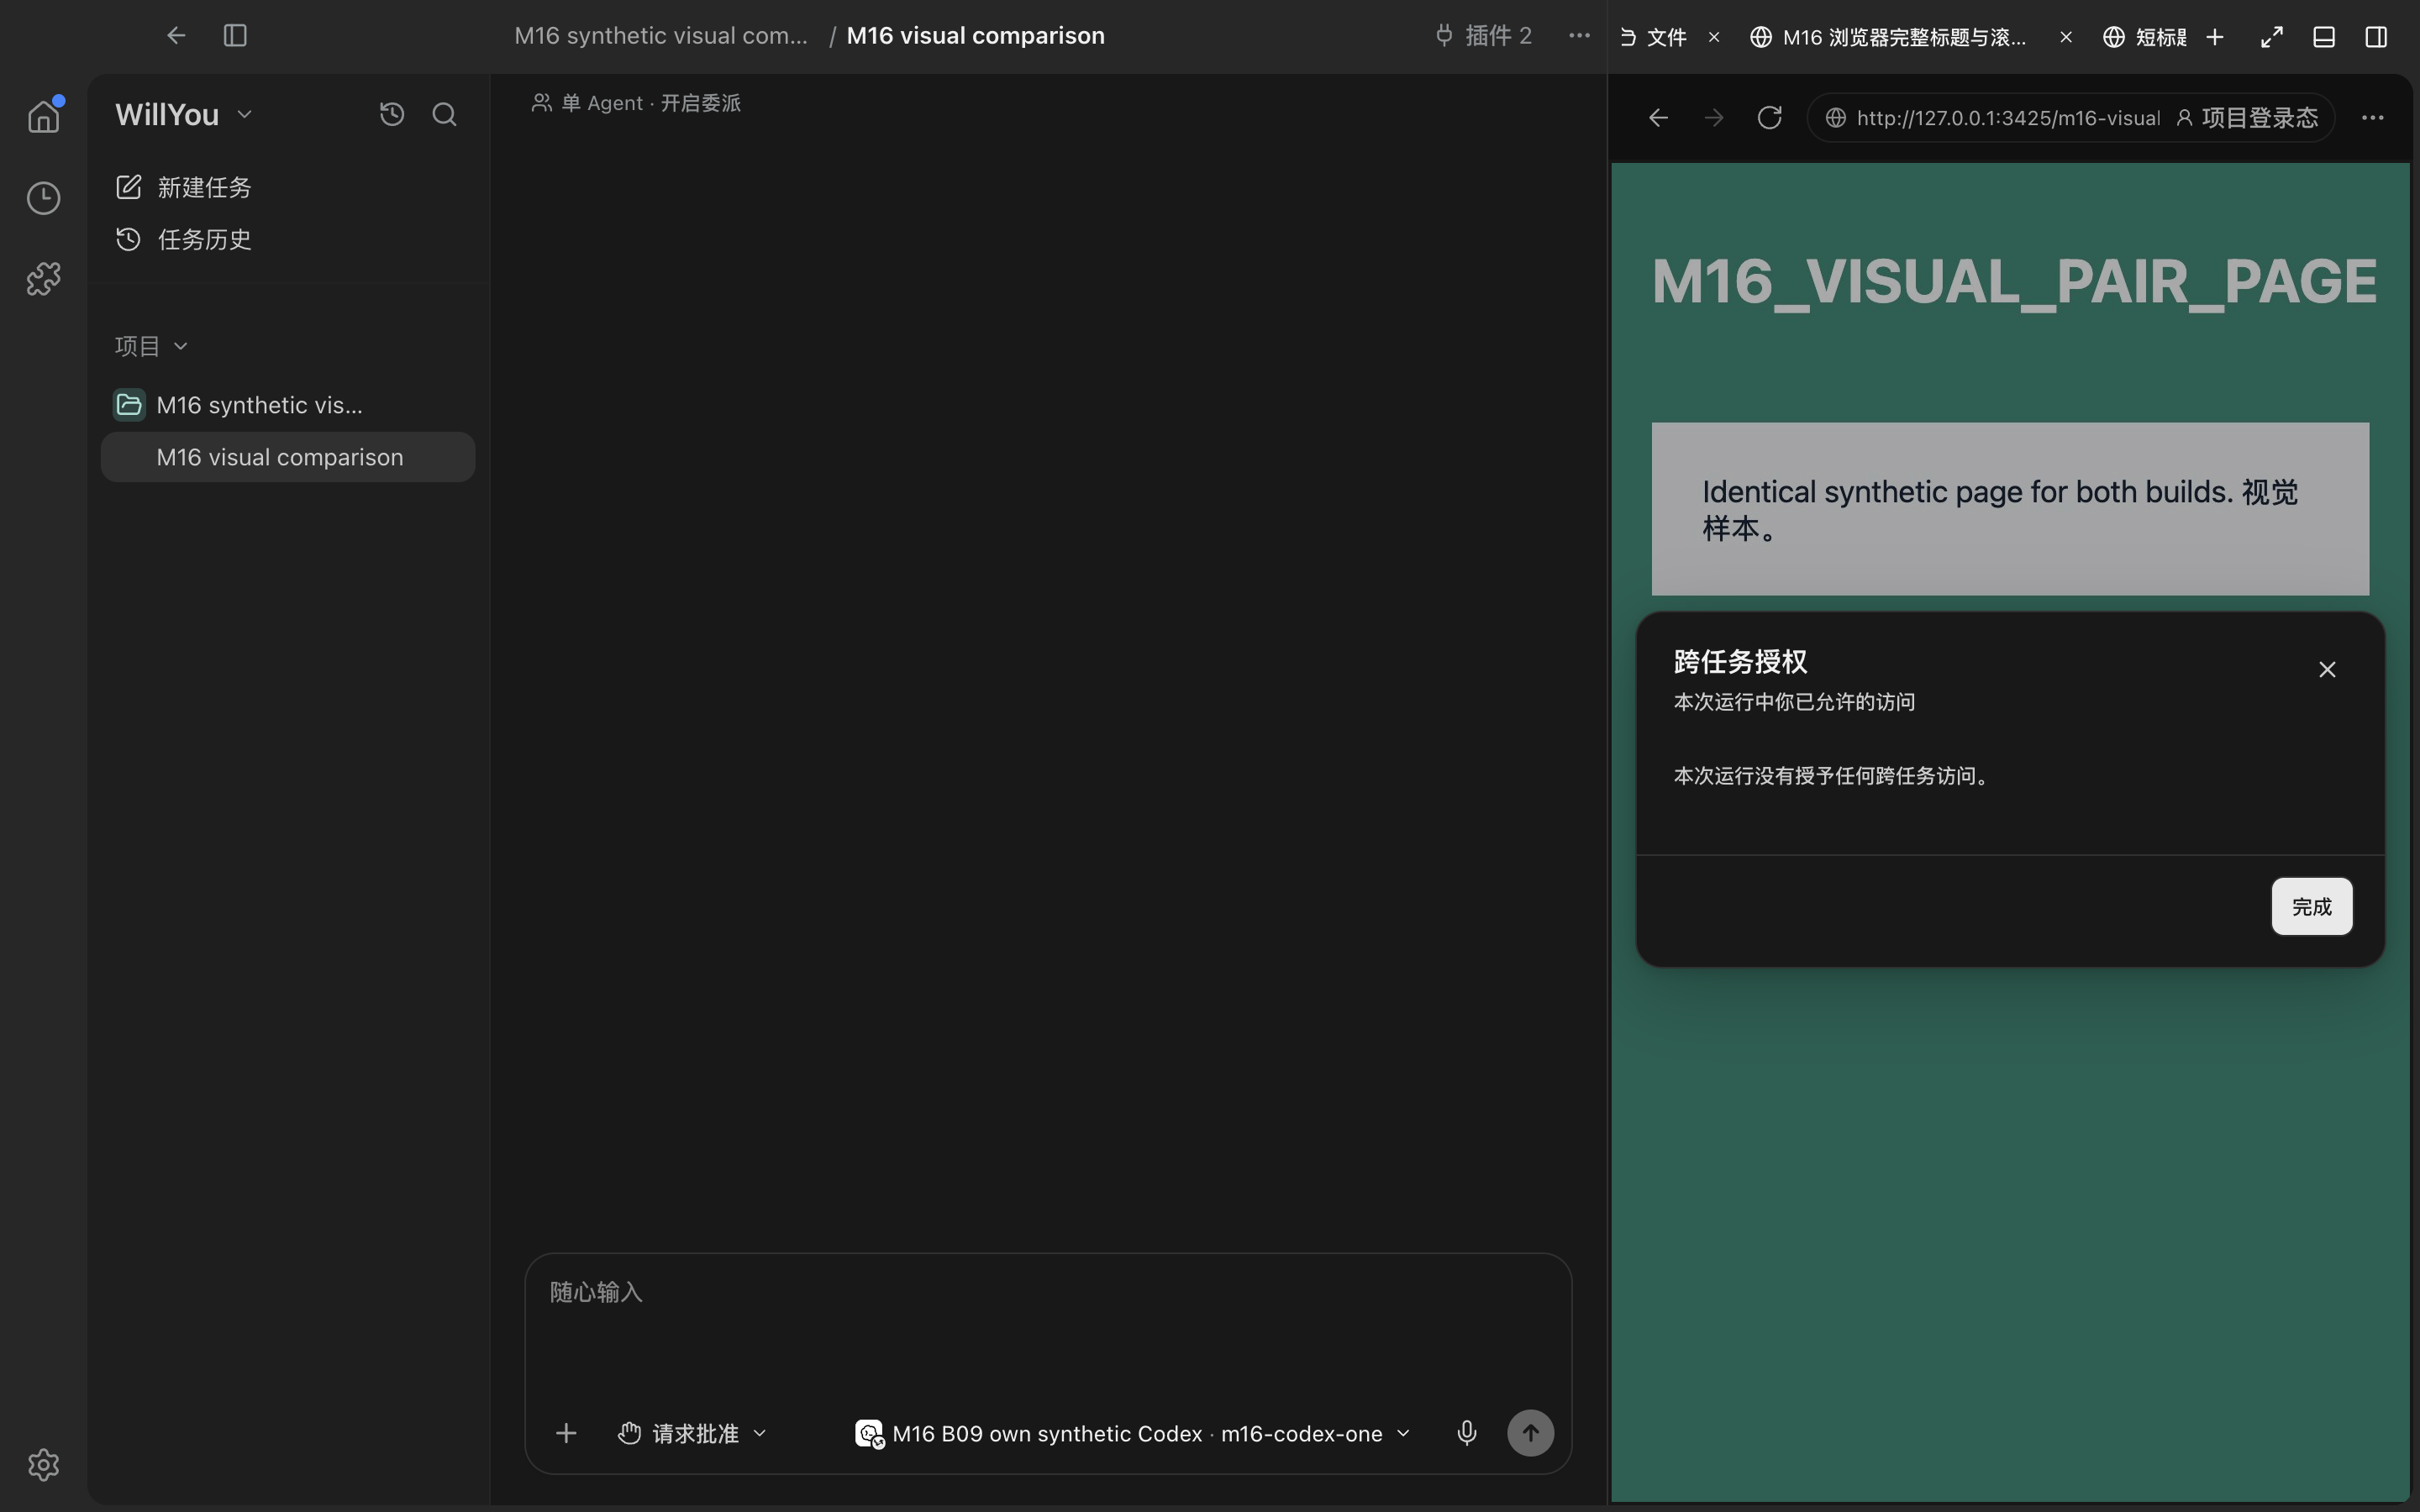 M16 synthetic visual com... / M16 visual comparison
插件 2
文件
M16 浏览器完整标题与滚...
短标
WillYou
新建任务
任务历史
项目
M16 synthetic vis...
M16 visual comparison
单 Agent · 开启委派
随心输入
请求批准
M16 B09 own synthetic Codex · m16-codex-one
http://127.0.0.1:3425/m16-visual
项目登录态
M16_VISUAL_PAIR_PAGE
Identical synthetic page for both builds. 视觉
样本。
跨任务授权
本次运行中你已允许的访问
本次运行没有授予任何跨任务访问。
完成